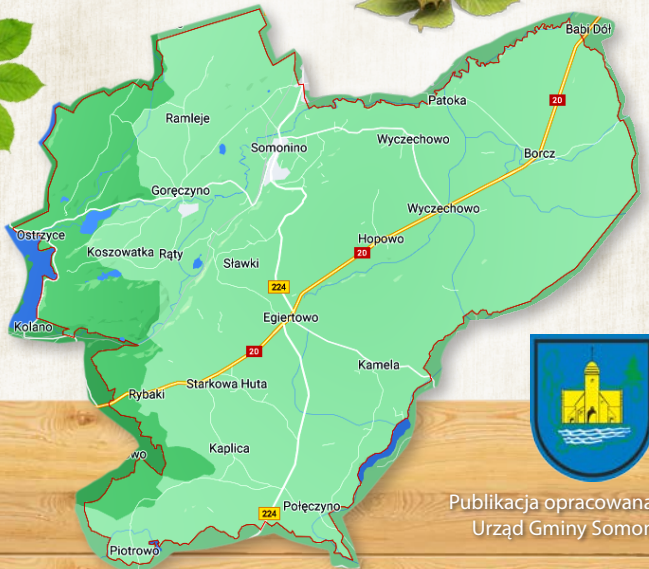 Babi Dół
20
Patoka
Ramleje
Wyczechowo
Somonino
Borcz
Goręczyno
Wyczechowo
Ostrzyce
Hopowo
Koszowatka
Rąty
20
Sławki
224
Egiertowo
Kolano
20
Kamela
Starkowa Huta
Rybaki
Kaplica
wo
Połęczyno
224
Piotrowo
Publikacja opracowana
Urząd Gminy Somon